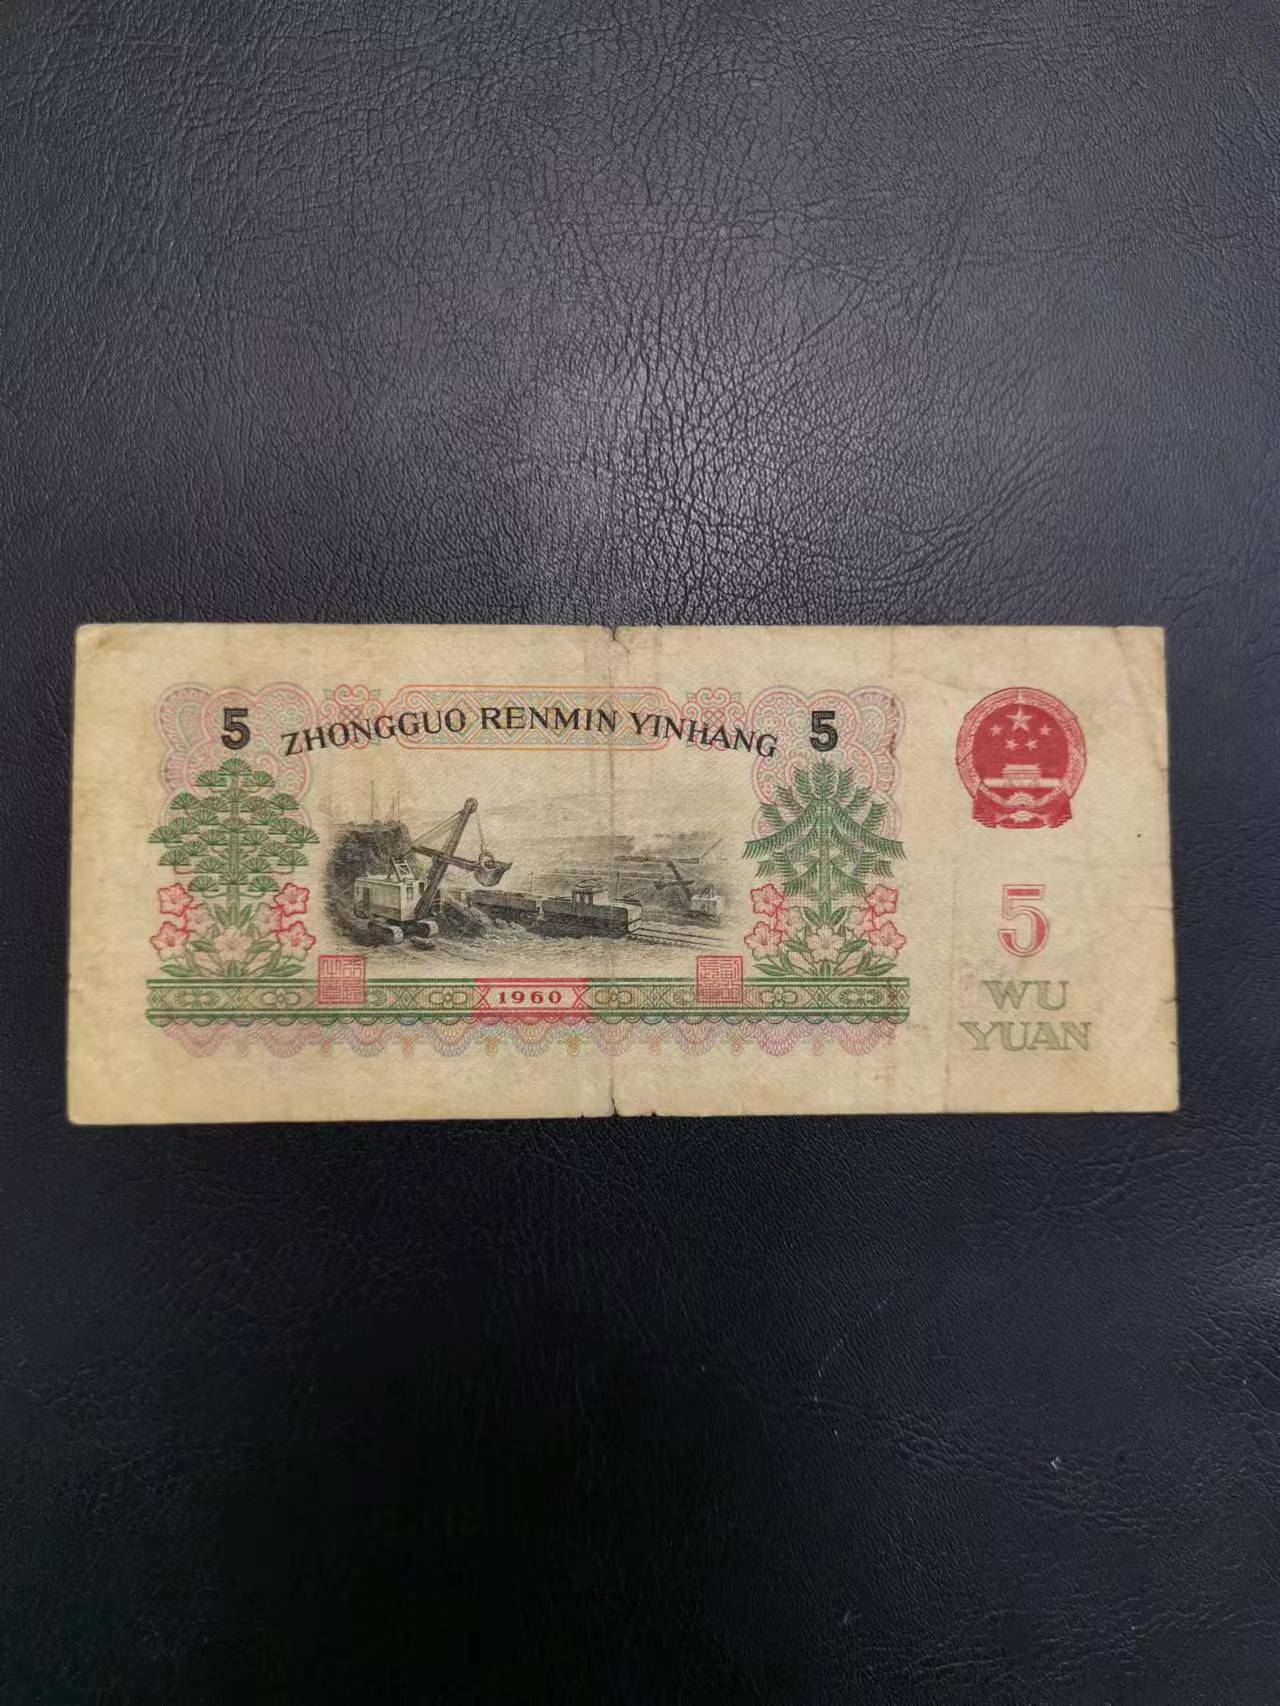 5 ZHONGGUO RENMIN YINHANG 5
5
WU
YUAN
1960